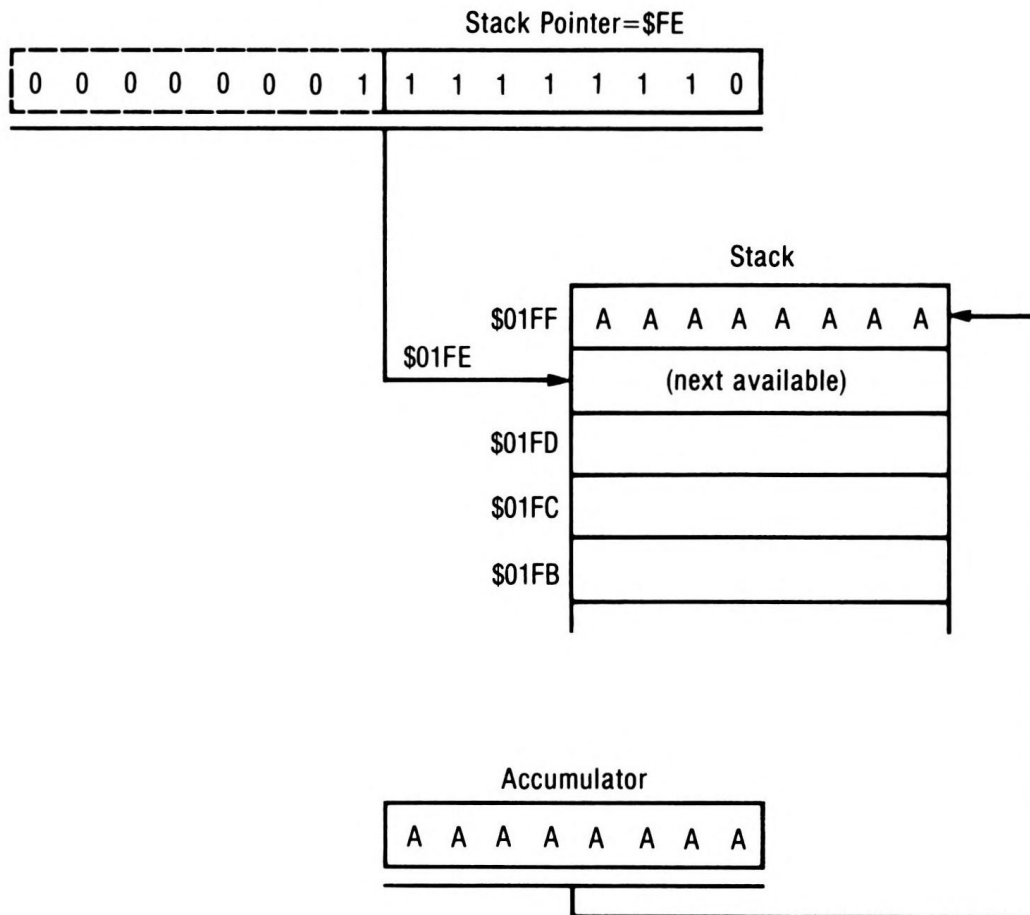 Stack Pointer=$FE
0 0 0 0 0 0 0 1 1 1 1 1 1 1 1 0
Stack
$01FF A A A A A A A A
$01FE (next available)
$01FD
$01FC
$01FB
Accumulator
A A A A A A A A